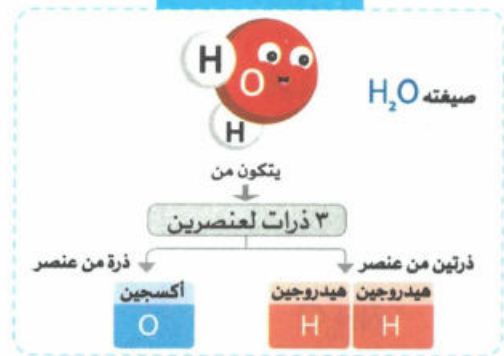 H
O
H
صيغته H₂O
يتكون من
٣ ذرات لعنصرين
ذرتين من عنصر
ذرة من عنصر
هيدروجين هيدروجين
أكسجين
H H
O